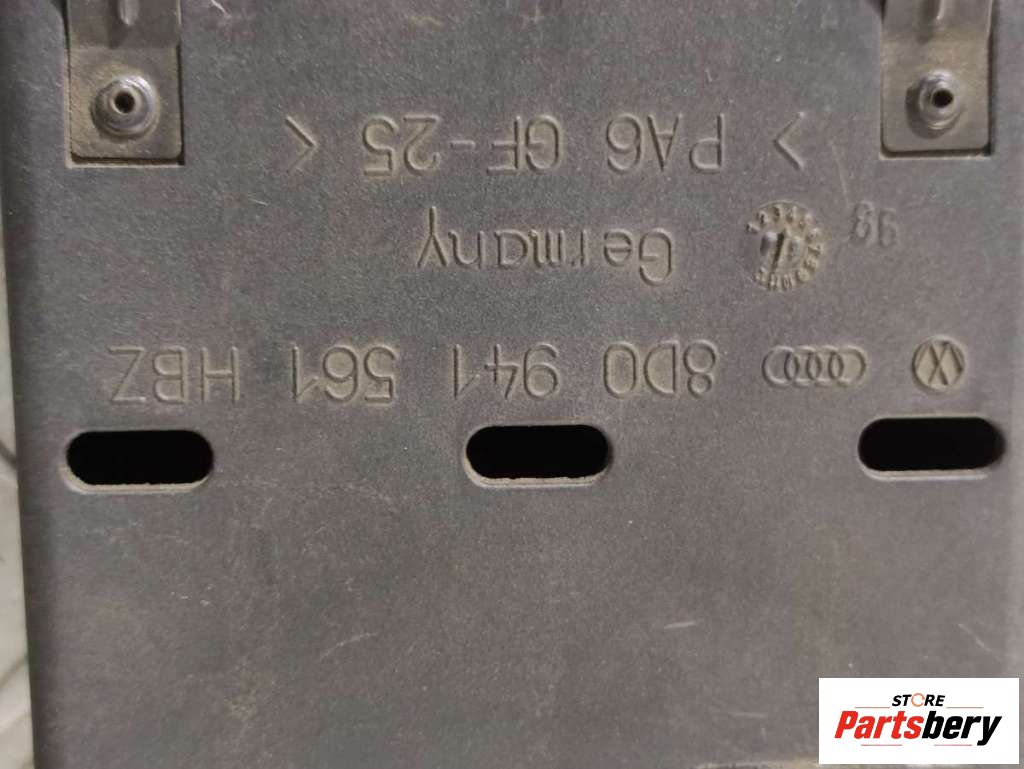 8D0 941 561 HBZ
Germany
98
> PA6 GF-25 <
STORE
Partsbery